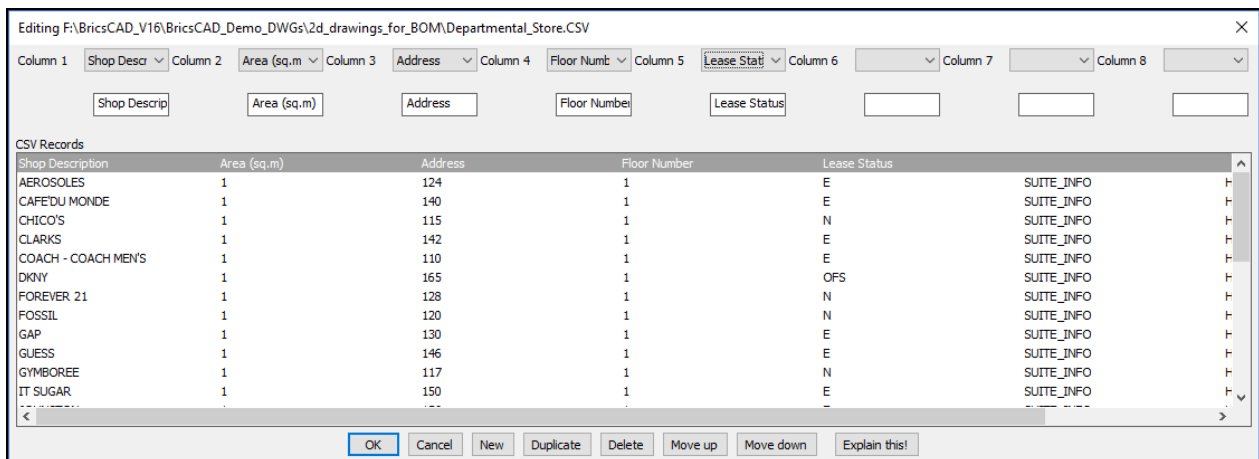 Editing F:\BricsCAD_V16\BricsCAD_Demo_DWGs\2d_drawings_for_BOM\Departmental_Store.CSV
Column 1 Shop Descr Column 2 Area (sq.m Column 3 Address Column 4 Floor Numb Column 5 Lease Stati Column 6 Column 7 Column 8
Shop Descrip Area (sq.m) Address Floor Number Lease Status
CSV Records
Shop Description Area (sq.m) Address Floor Number Lease Status
AEROSOLES 1 124 1 E SUITE_INFO H
CAFE'DU MONDE 1 140 1 E SUITE_INFO H
CHICO'S 1 115 1 N SUITE_INFO H
CLARKS 1 142 1 E SUITE_INFO H
COACH - COACH MEN'S 1 110 1 E SUITE_INFO H
DKNY 1 165 1 OFS SUITE_INFO H
FOREVER 21 1 128 1 N SUITE_INFO H
FOSSIL 1 120 1 N SUITE_INFO H
GAP 1 130 1 E SUITE_INFO H
GUESS 1 146 1 E SUITE_INFO H
GYMBOREE 1 117 1 N SUITE_INFO H
IT SUGAR 1 150 1 E SUITE_INFO H
OK Cancel New Duplicate Delete Move up Move down Explain this!